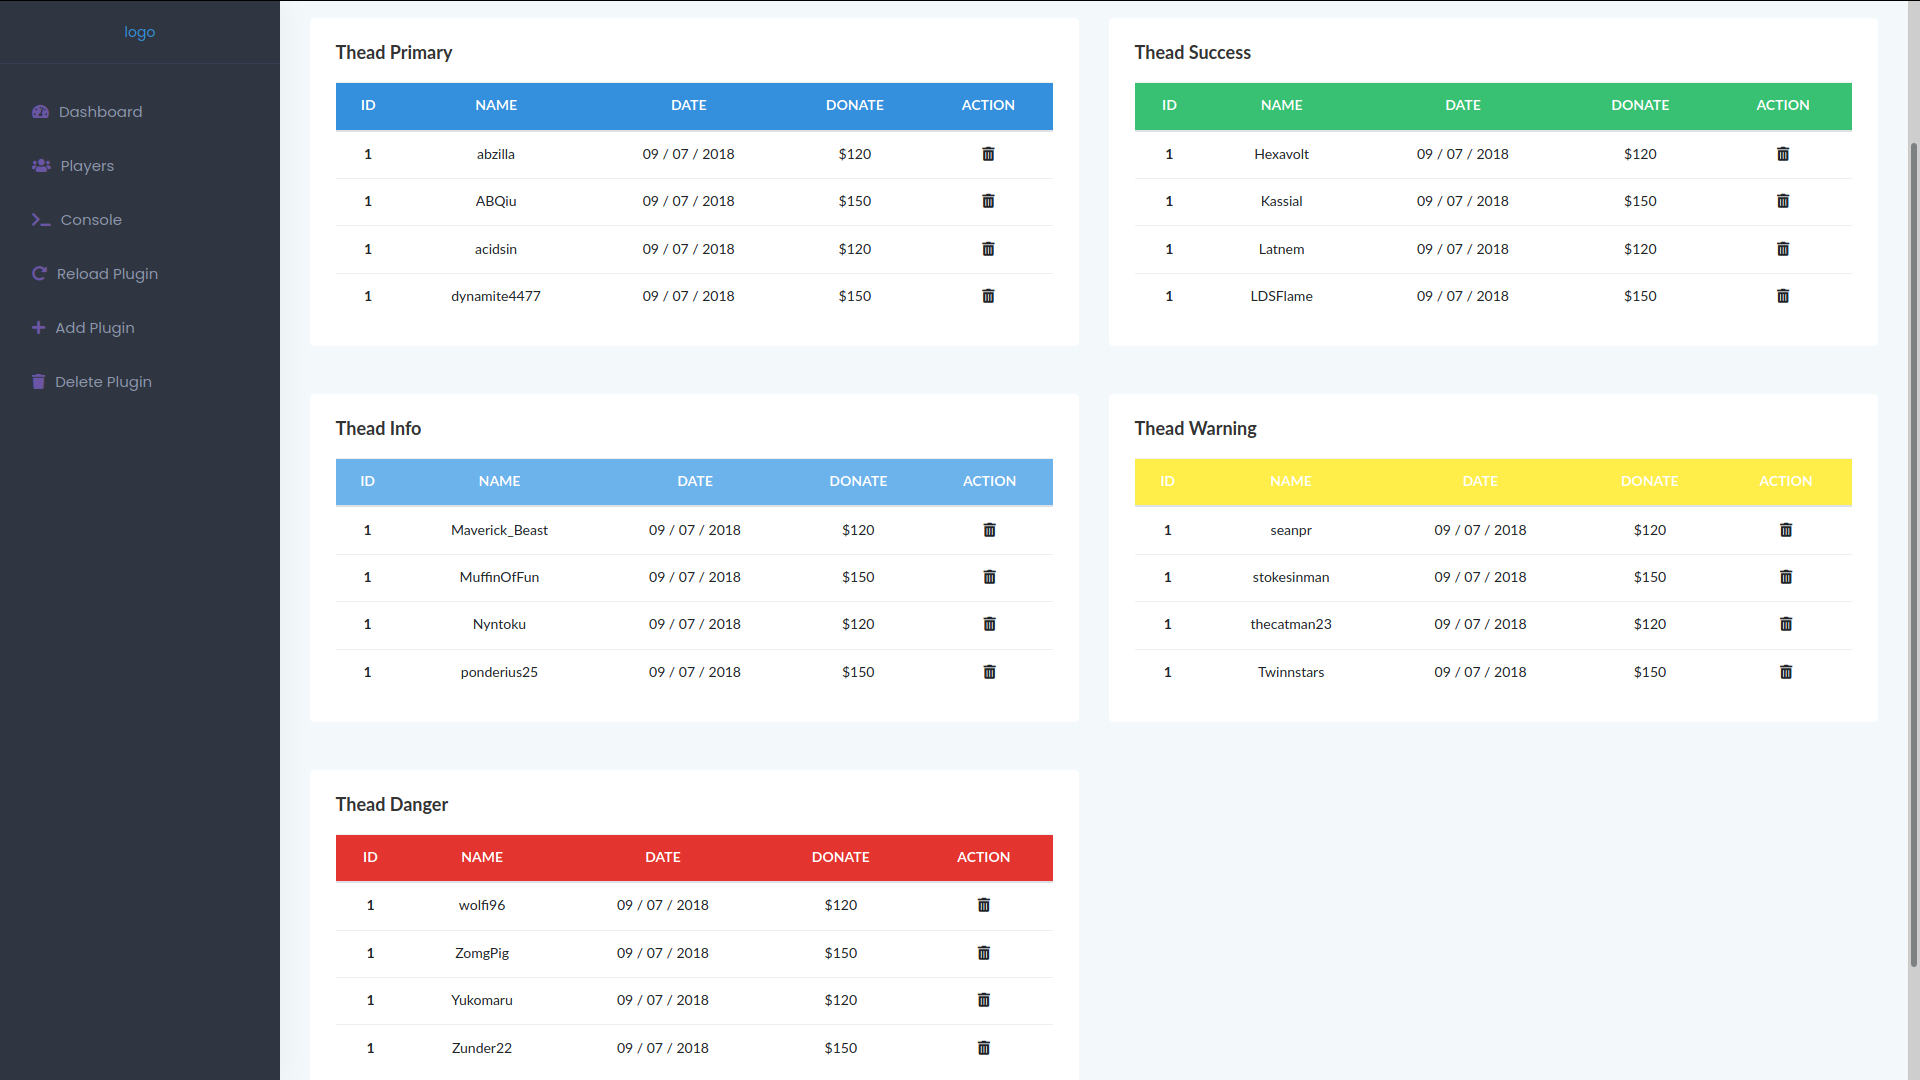 logo
Dashboard
Players
Console
Reload Plugin
Add Plugin
Delete Plugin
Thead Primary
ID NAME DATE DONATE ACTION
1 abzilla 09 / 07 / 2018 $120
1 ABQiu 09 / 07 / 2018 $150
1 acidsin 09 / 07 / 2018 $120
1 dynamite4477 09 / 07 / 2018 $150
Thead Success
ID NAME DATE DONATE ACTION
1 Hexavolt 09 / 07 / 2018 $120
1 Kassial 09 / 07 / 2018 $150
1 Latnem 09 / 07 / 2018 $120
1 LDSFlame 09 / 07 / 2018 $150
Thead Info
ID NAME DATE DONATE ACTION
1 Maverick_Beast 09 / 07 / 2018 $120
1 MuffinOfFun 09 / 07 / 2018 $150
1 Nyntoku 09 / 07 / 2018 $120
1 ponderius25 09 / 07 / 2018 $150
Thead Warning
ID NAME DATE DONATE ACTION
1 seanpr 09 / 07 / 2018 $120
1 stokesinman 09 / 07 / 2018 $150
1 thecatman23 09 / 07 / 2018 $120
1 Twinnstars 09 / 07 / 2018 $150
Thead Danger
ID NAME DATE DONATE ACTION
1 wolfi96 09 / 07 / 2018 $120
1 ZomgPig 09 / 07 / 2018 $150
1 Yukomaru 09 / 07 / 2018 $120
1 Zunder22 09 / 07 / 2018 $150